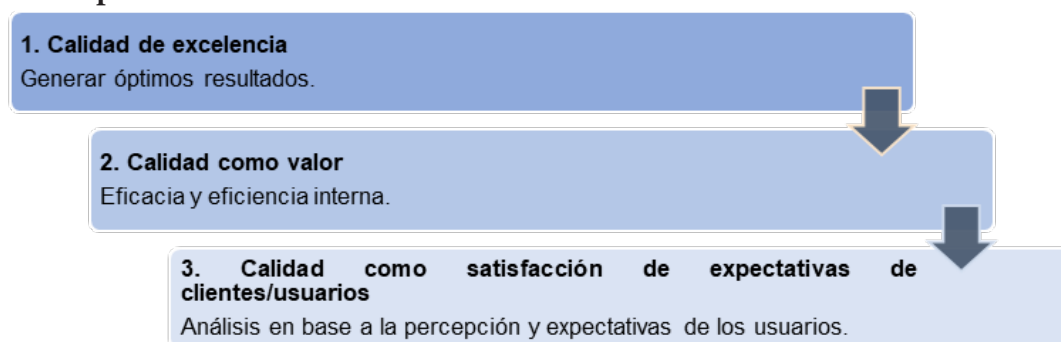 1. Calidad de excelencia
Generar óptimos resultados.
2. Calidad como valor
Eficacia y eficiencia interna.
3. Calidad como satisfacción de expectativas de
clientes/usuarios
Análisis en base a la percepción y expectativas de los usuarios.